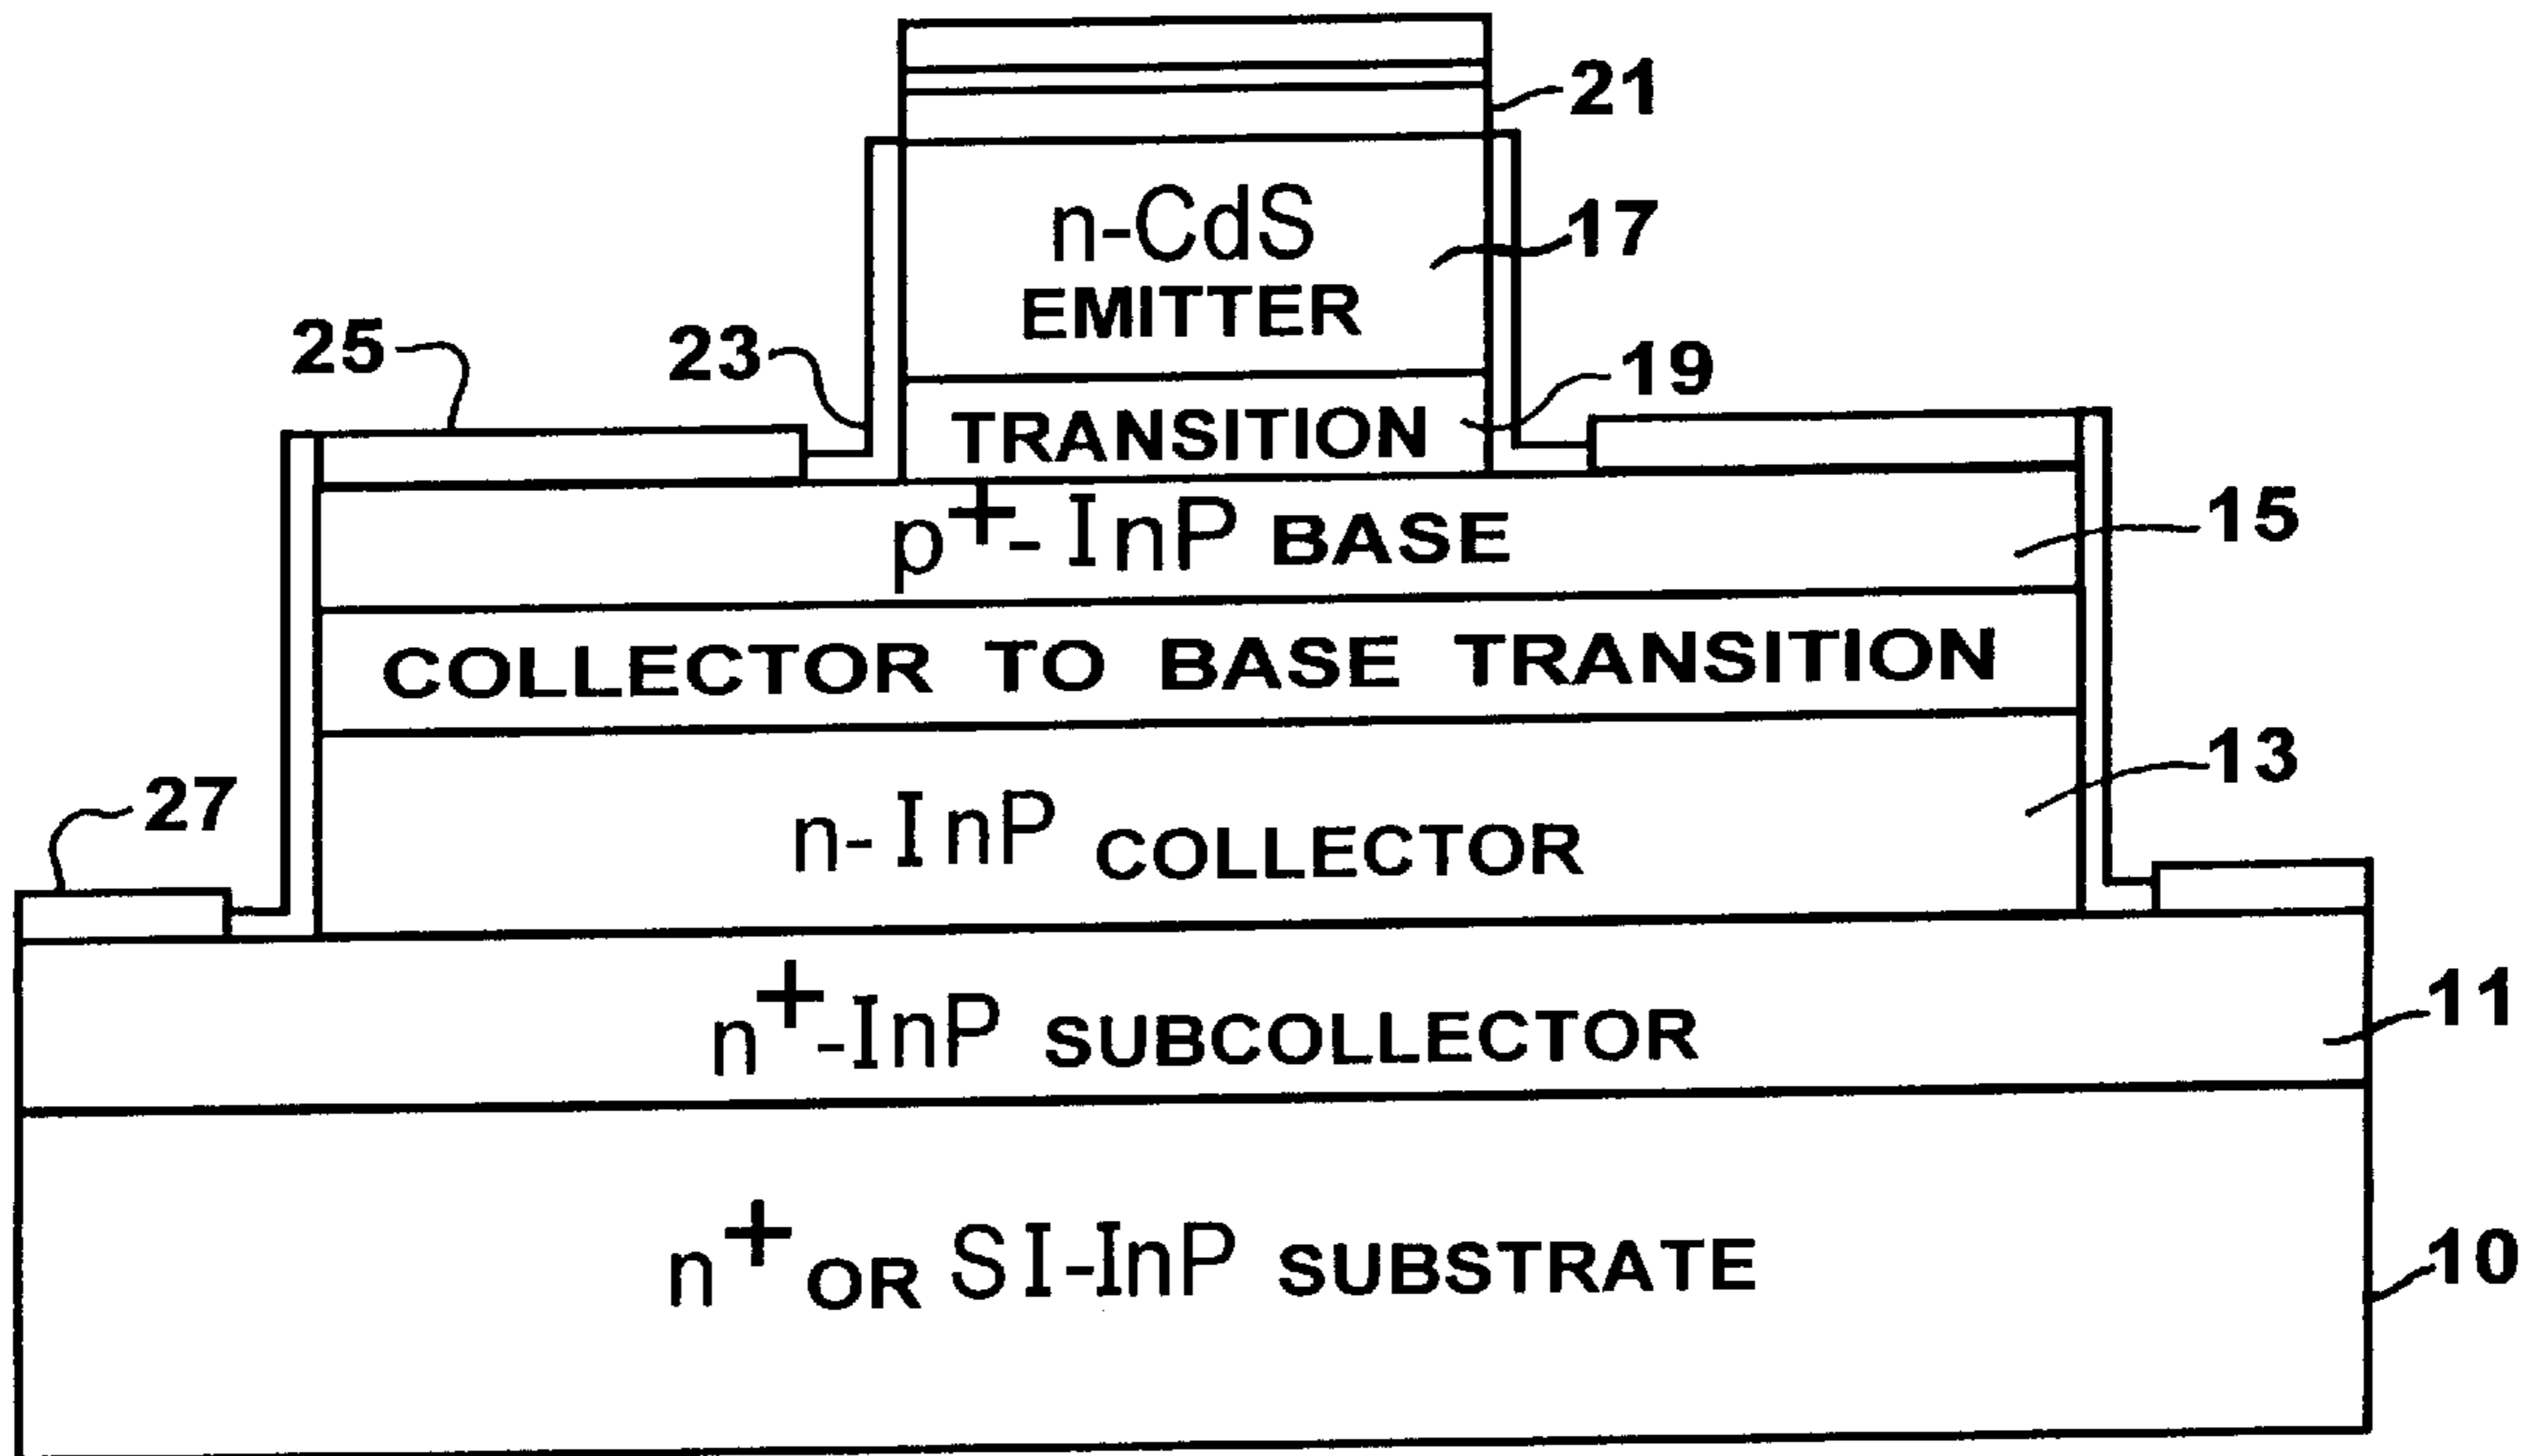 21
n-CdS
17
EMITTER
25
23
19
TRANSITION
p+-InP BASE
15
COLLECTOR TO BASE TRANSITION
13
27
n-InP COLLECTOR
11
n+-InP SUBCOLLECTOR
n+ OR SI-InP SUBSTRATE
10